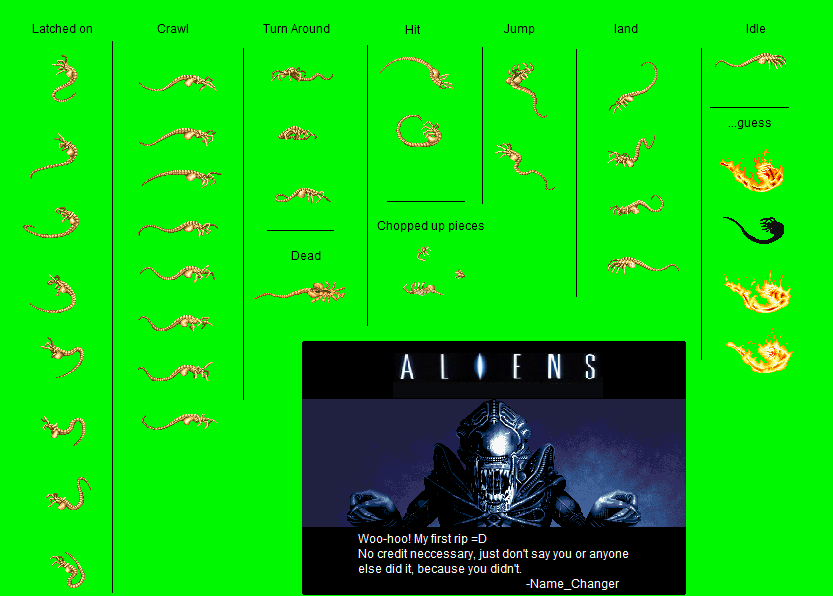 Latched on
Crawl
Turn Around
Hit
Jump
land
Idle
...guess
Chopped up pieces
Dead
ALIENS
Woo-hoo! My first rip =D
No credit neccessary, just don't say you or anyone
else did it, because you didn't.
-Name_Changer